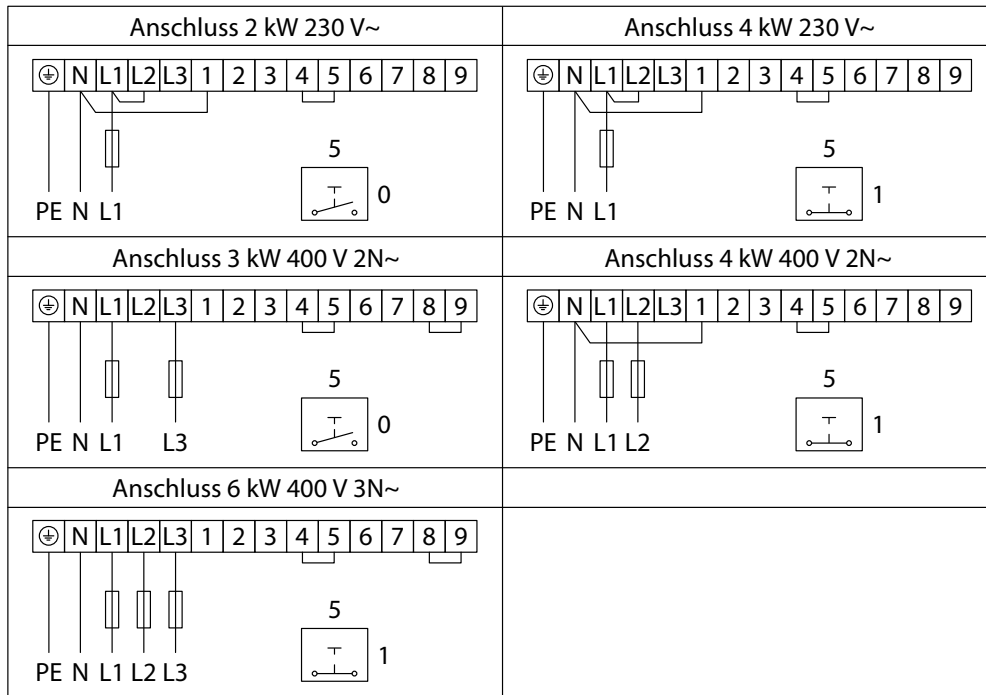 Anschluss 2 kW 230 V~
N L1 L2 L3 1 2 3 4 5 6 7 8 9
5
0
PE N L1
Anschluss 4 kW 230 V~
N L1 L2 L3 1 2 3 4 5 6 7 8 9
5
1
PE N L1
Anschluss 3 kW 400 V 2N~
N L1 L2 L3 1 2 3 4 5 6 7 8 9
5
0
PE N L1 L3
Anschluss 4 kW 400 V 2N~
N L1 L2 L3 1 2 3 4 5 6 7 8 9
5
1
PE N L1 L2
Anschluss 6 kW 400 V 3N~
N L1 L2 L3 1 2 3 4 5 6 7 8 9
5
1
PE N L1 L2 L3